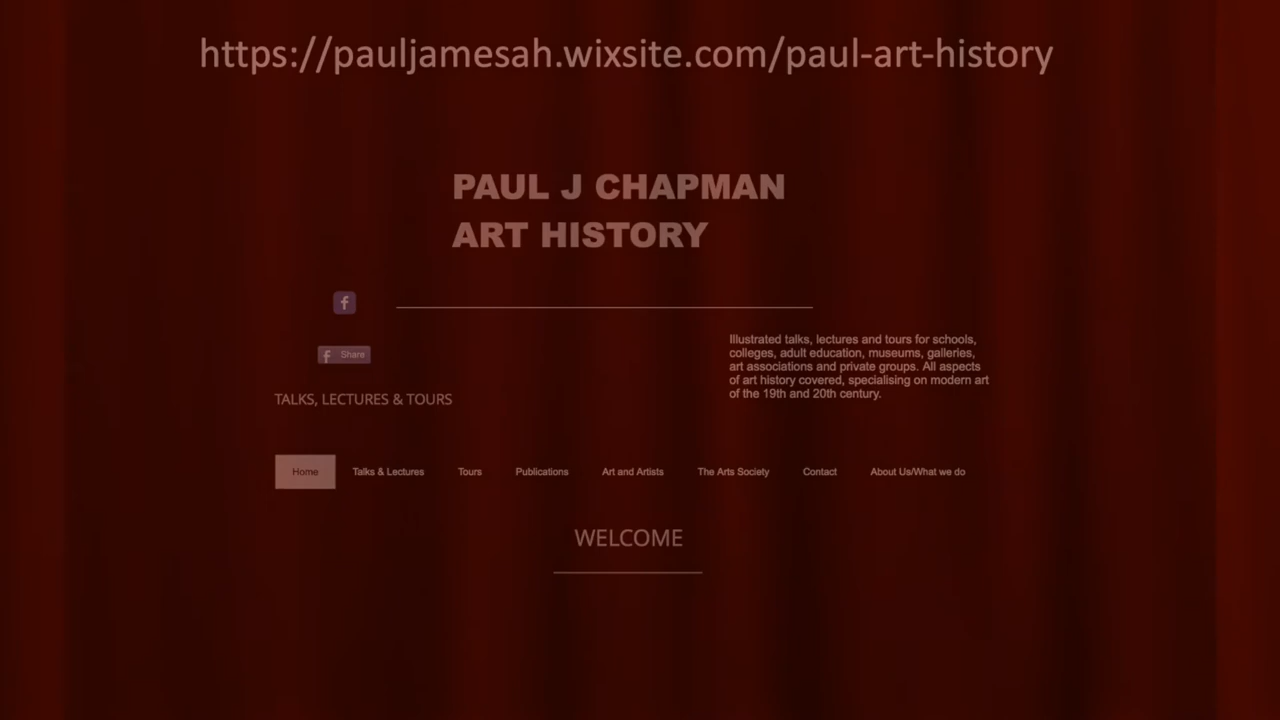 https://pauljamesah.wixsite.com/paul-art-history
PAUL J CHAPMAN
ART HISTORY
f
f Share
Illustrated talks, lectures and tours for schools,
colleges, adult education, museums, galleries,
art associations and private groups. All aspects
of art history covered, specialising on modern art
of the 19th and 20th century.
TALKS, LECTURES & TOURS
Home Talks & Lectures Tours Publications Art and Artists The Arts Society Contact About Us/What we do
WELCOME